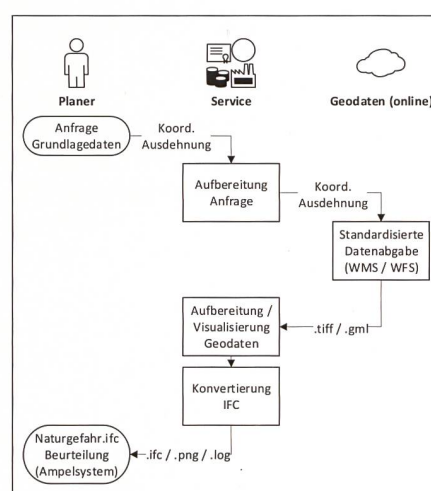 Planer
Service
Geodaten (online)
Anfrage
Grundlagedaten
Koord.
Ausdehnung
Aufbereitung
Anfrage
Koord.
Ausdehnung
Standardisierte
Datenabgabe
(WMS / WFS)
Aufbereitung /
Visualisierung
Geodaten
.tiff / .gml
Konvertierung
IFC
Naturgefahr.ifc
Beurteilung
(Ampelsystem)
.ifc / .png / .log